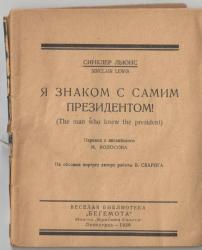 СИНКЛЕР ЛЬЮИС
SINCLAIR LEWIS
Я ЗНАКОМ С САМИМ
ПРЕЗИДЕНТОМ!
(The man who knew the president)
Перевод с английского
М. ВОЛОСОВА
На обложке портрет автора работы Б. СВАРИГА
ВЕСЕЛАЯ БИБЛИОТЕКА
"БЕГЕМОТА"
Ленинград — 1928